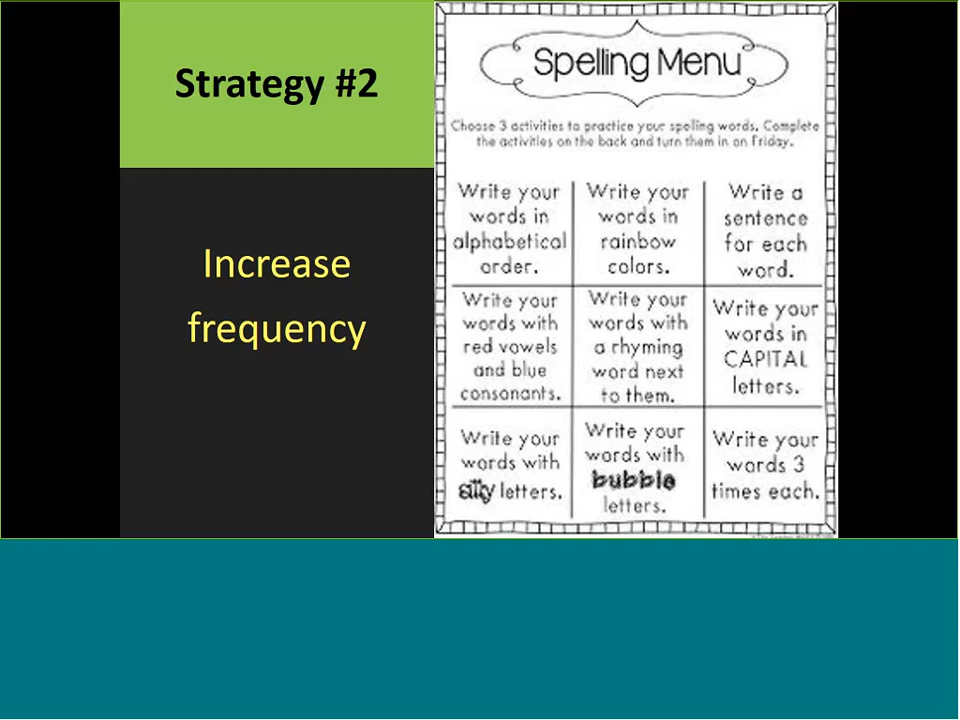 Strategy #2
Increase
frequency
Spelling Menu
Choose 3 activities to practice your spelling words. Complete
the activities on the back and turn them in on Friday.
Write your
words in
alphabetical
order.
Write your
words in
rainbow
colors.
Write a
sentence
for each
word.
Write your
words with
red vowels
and blue
consonants.
Write your
words with
a rhyming
word next
to them.
Write your
words in
CAPITAL
letters.
Write your
words with
silly letters.
Write your
words with
bubble
letters.
Write your
words 3
times each.